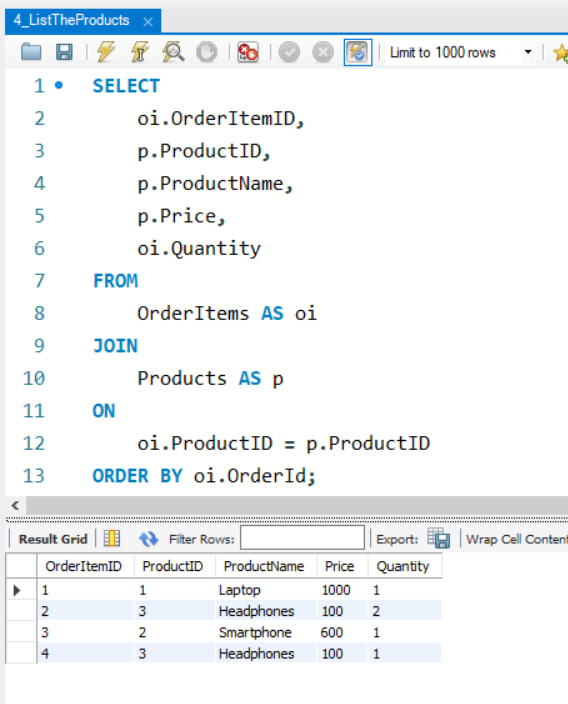 4_ListTheProducts ×
Limit to 1000 rows
1 SELECT
2 oi.OrderItemID,
3 p.ProductID,
4 p.ProductName,
5 p.Price,
6 oi.Quantity
7 FROM
8 OrderItems AS oi
9 JOIN
10 Products AS p
11 ON
12 oi.ProductID = p.ProductID
13 ORDER BY oi.OrderId;
Result Grid Filter Rows: Export: Wrap Cell Content
OrderItemID ProductID ProductName Price Quantity
1 1 Laptop 1000 1
2 3 Headphones 100 2
3 2 Smartphone 600 1
4 3 Headphones 100 1